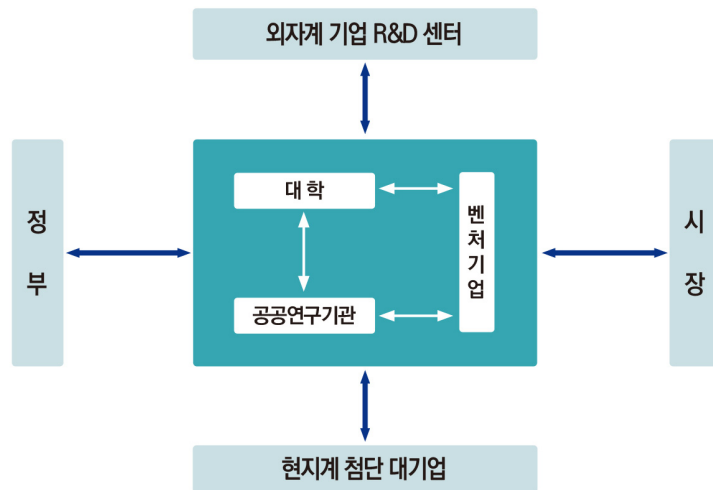 외자계 기업 R&D 센터
정부
대학
벤처기업
공공연구기관
시장
현지계 첨단 대기업